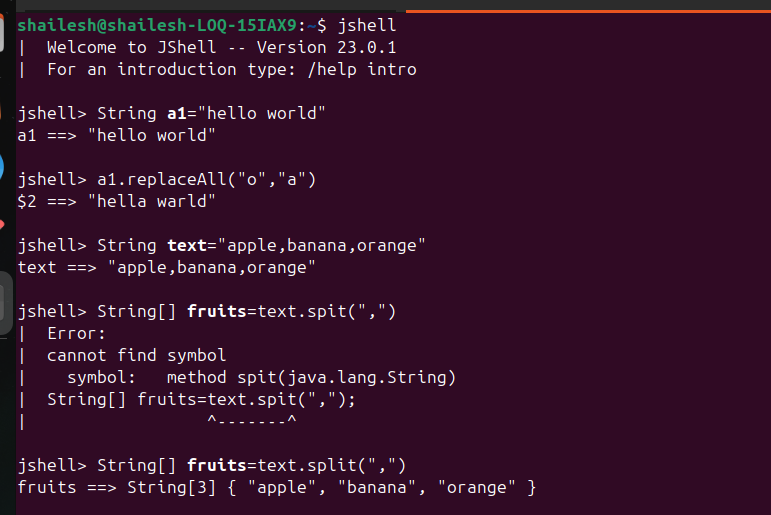 shailesh@shailesh-LOQ-15IAX9:~$ jshell
|  Welcome to JShell -- Version 23.0.1
|  For an introduction type: /help intro
jshell> String a1="hello world"
a1 ==> "hello world"
jshell> a1.replaceAll("o","a")
$2 ==> "hella warld"
jshell> String text="apple,banana,orange"
text ==> "apple,banana,orange"
jshell> String[] fruits=text.spit(",")
|  Error:
|  cannot find symbol
|    symbol:   method spit(java.lang.String)
|  String[] fruits=text.spit(",");
|                  ^-------^
jshell> String[] fruits=text.split(",")
fruits ==> String[3] { "apple", "banana", "orange" }